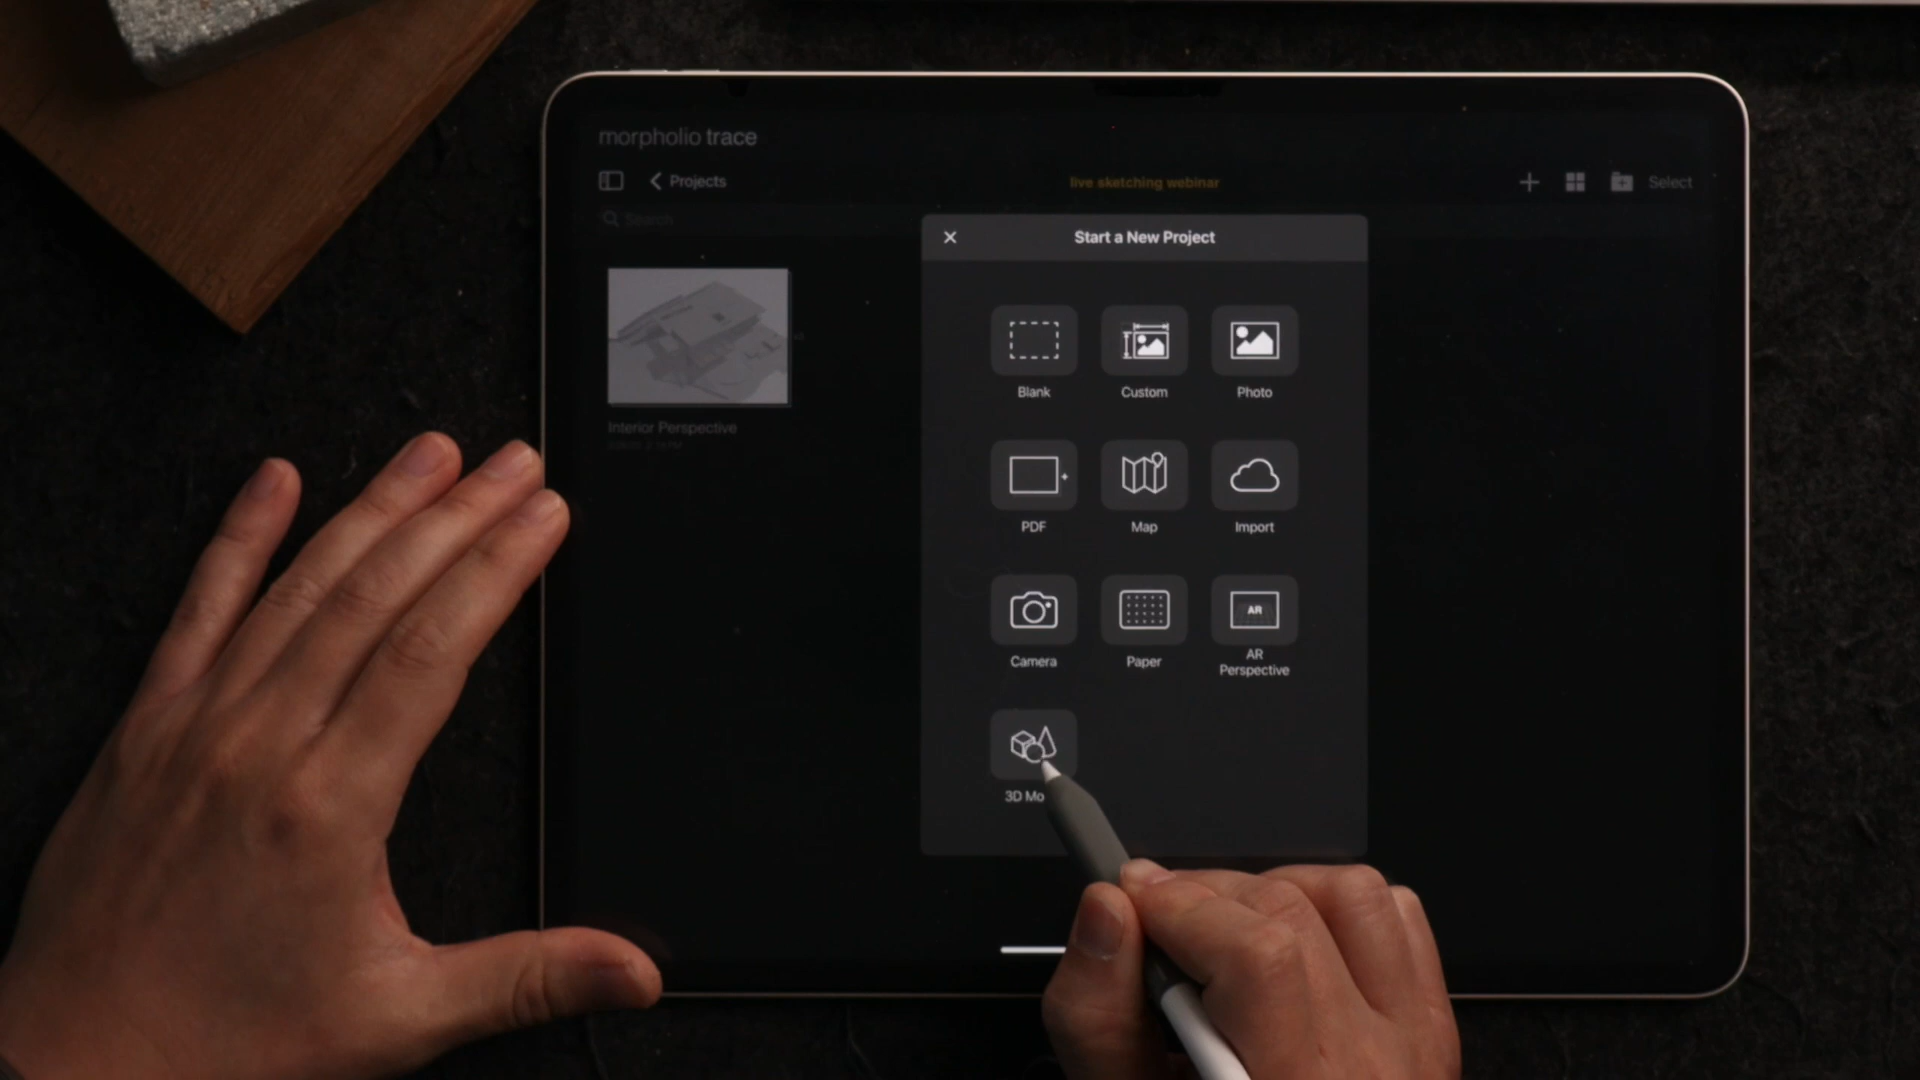 morpholio trace
Projects
live sketching webinar
Select
Search
Start a New Project
Interior Perspective
Blank
Custom
Photo
PDF
Map
Import
Camera
Paper
AR
AR
Perspective
3D Mo